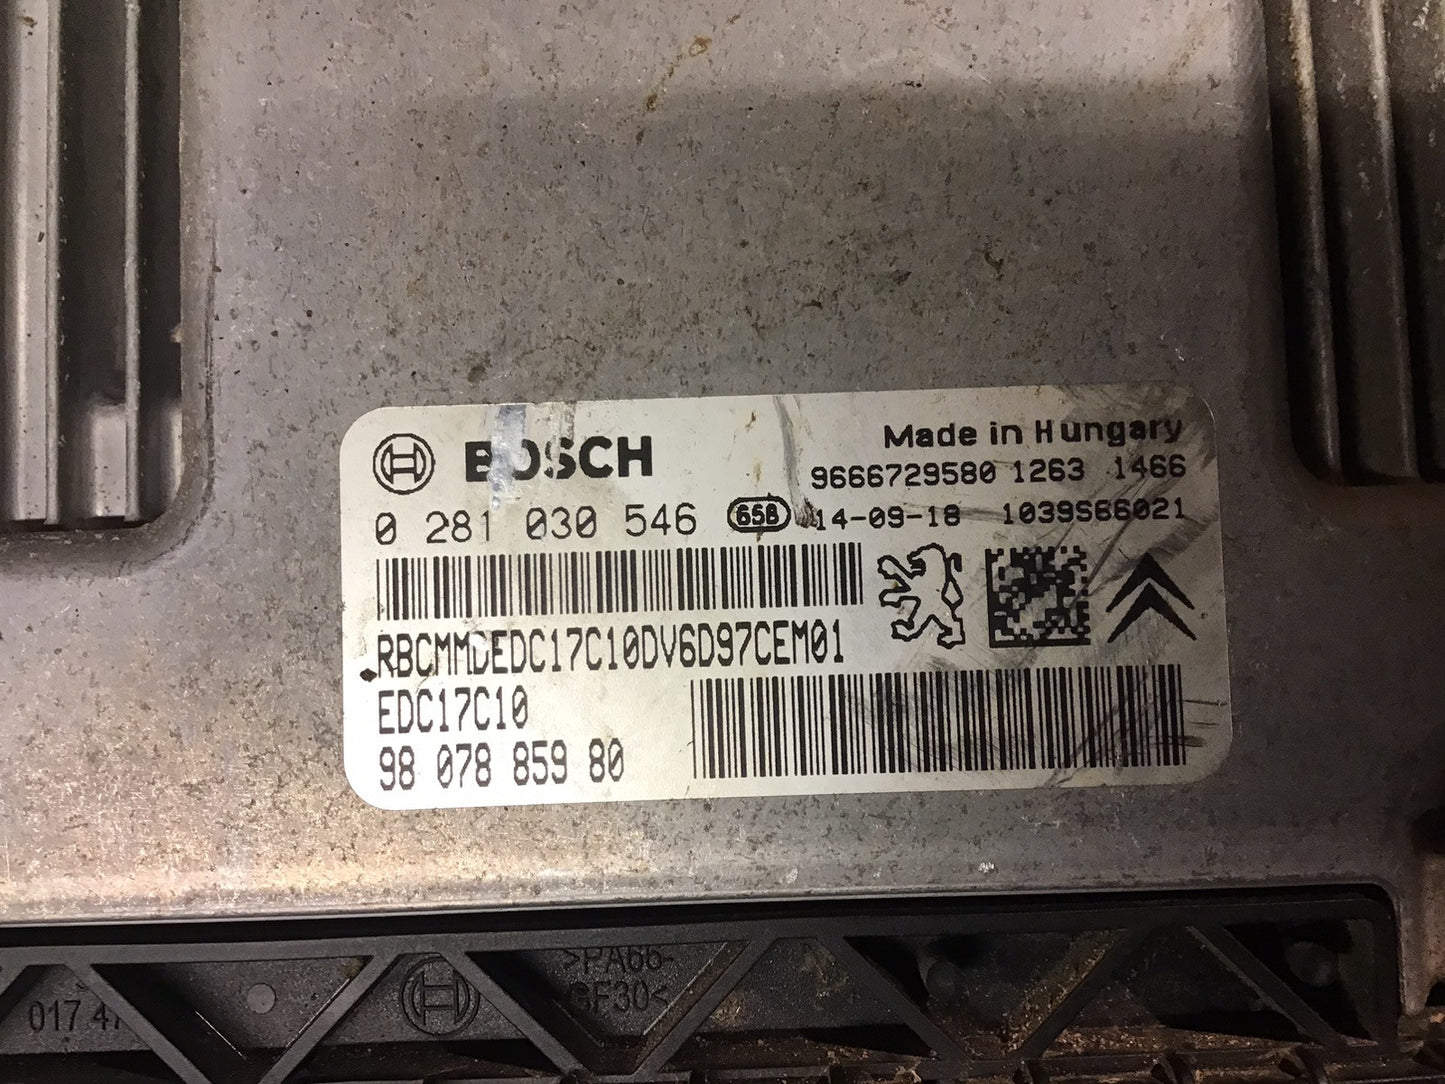 BOSCH
Made in Hungary
9666729580 1263 1466
0 281 030 546 658 14-09-18 1039S66021
RBCMMDEDC17C10DV6D97CEM01
EDC17C10
98 078 859 80
>PA66-
GF30<
017